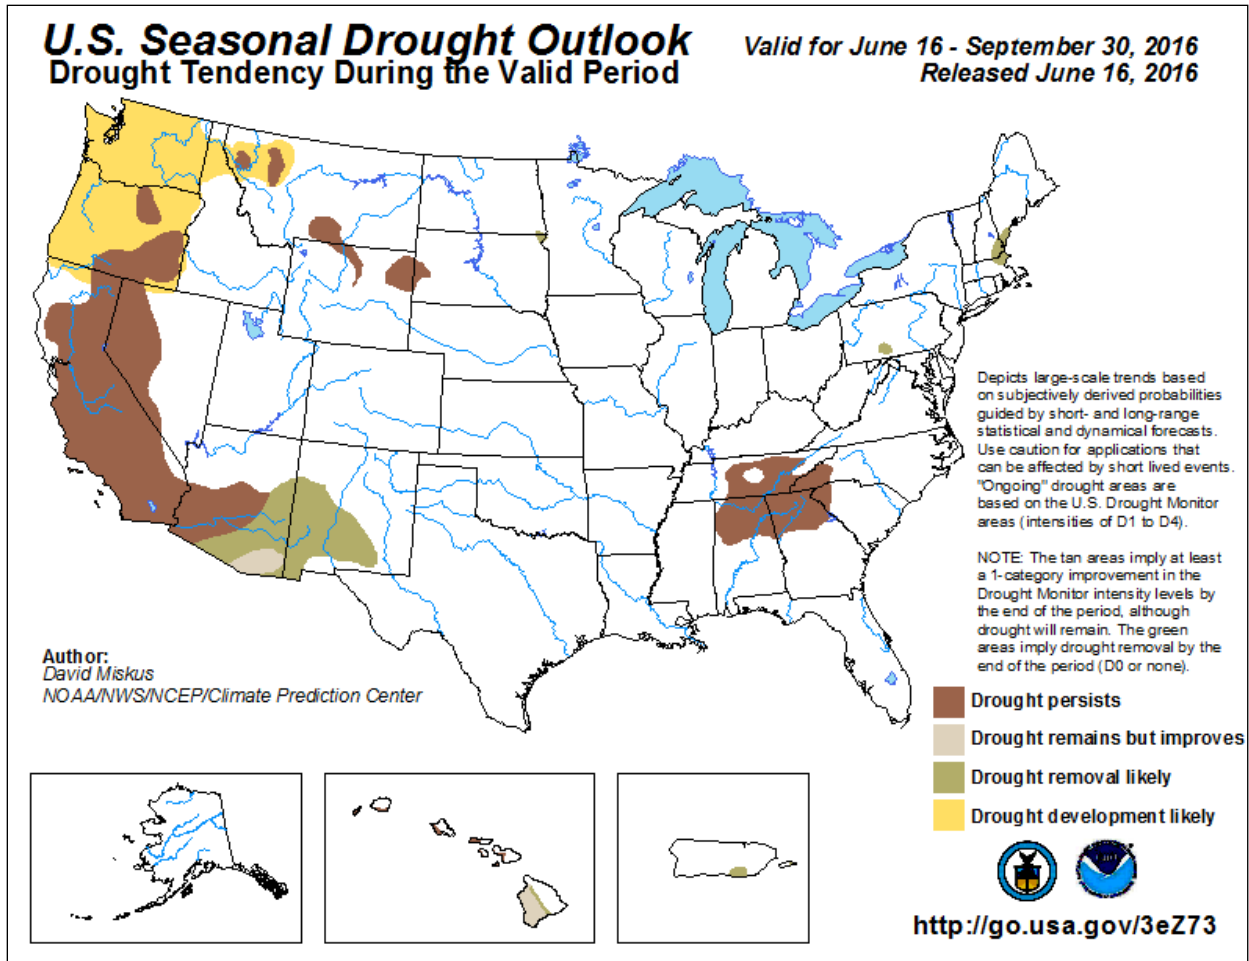 U.S. Seasonal Drought Outlook
Drought Tendency During the Valid Period
Valid for June 16 - September 30, 2016
Released June 16, 2016
Depicts large-scale trends based
on subjectively derived probabilities
guided by short- and long-range
statistical and dynamical forecasts.
Use caution for applications that
can be affected by short lived events.
"Ongoing" drought areas are
based on the U.S. Drought Monitor
areas (intensities of D1 to D4).
NOTE: The tan areas imply at least
a 1-category improvement in the
Drought Monitor intensity levels by
the end of the period, although
drought will remain. The green
areas imply drought removal by the
end of the period (D0 or none).
Author:
David Miskus
NOAA/NWS/NCEP/Climate Prediction Center
Drought persists
Drought remains but improves
Drought removal likely
Drought development likely
http://go.usa.gov/3eZ73